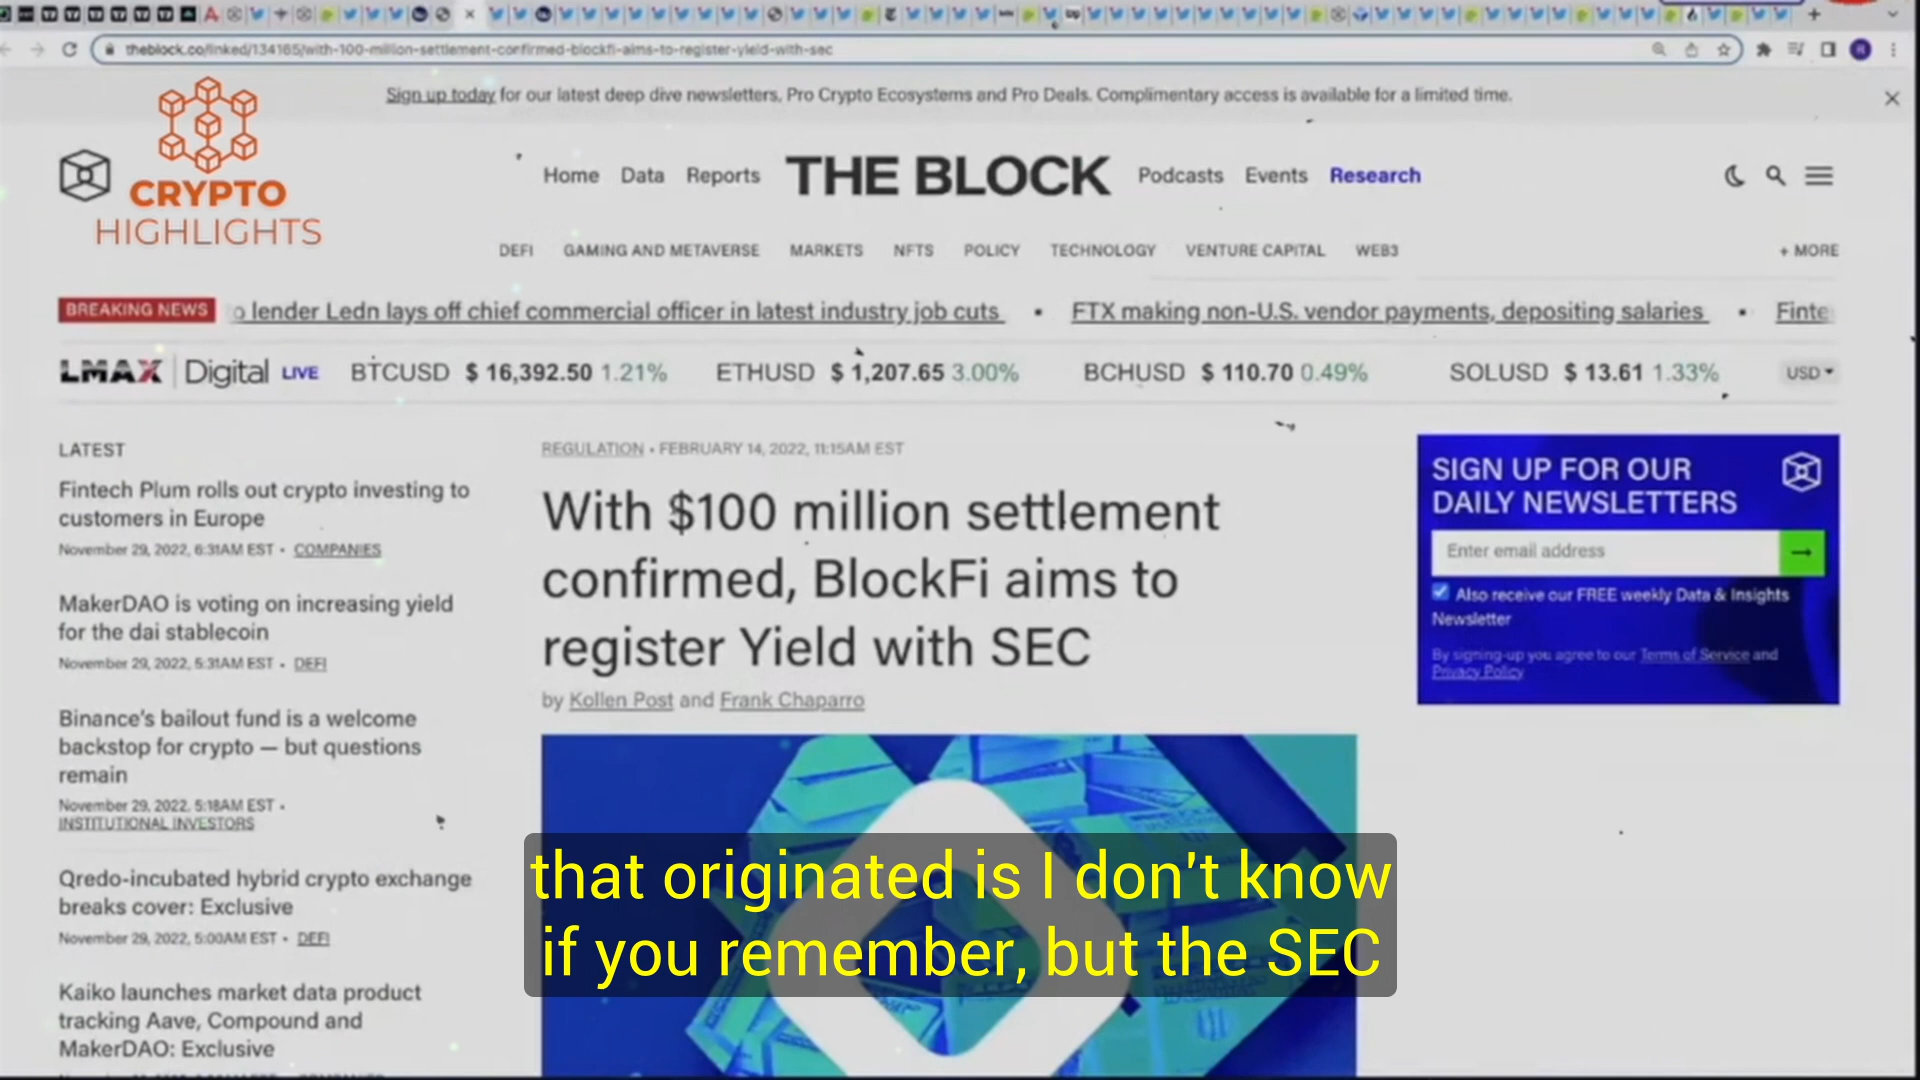 theblock.co/linked/134165/with-100-million-settlement-confirmed-blockfi-aims-to-register-yield-with-sec
Sign up today for our latest deep dive newsletters, Pro Crypto Ecosystems and Pro Deals. Complimentary access is available for a limited time.
CRYPTO
HIGHLIGHTS
Home Data Reports THE BLOCK Podcasts Events Research
DEFI GAMING AND METAVERSE MARKETS NFTS POLICY TECHNOLOGY VENTURE CAPITAL WEB3 + MORE
BREAKING NEWS o lender Ledn lays off chief commercial officer in latest industry job cuts ▪ FTX making non-U.S. vendor payments, depositing salaries ▪ Finte
LMAX Digital LIVE BTCUSD $ 16,392.50 1.21% ETHUSD $ 1,207.65 3.00% BCHUSD $ 110.70 0.49% SOLUSD $ 13.61 1.33% USD
LATEST
Fintech Plum rolls out crypto investing to
customers in Europe
November 29, 2022, 6:31AM EST • COMPANIES
MakerDAO is voting on increasing yield
for the dai stablecoin
November 29, 2022, 5:31AM EST • DEFI
Binance's bailout fund is a welcome
backstop for crypto — but questions
remain
November 29, 2022, 5:18AM EST •
INSTITUTIONAL INVESTORS
Qredo-incubated hybrid crypto exchange
breaks cover: Exclusive
November 29, 2022, 5:00AM EST • DEFI
Kaiko launches market data product
tracking Aave, Compound and
MakerDAO: Exclusive
REGULATION • FEBRUARY 14, 2022, 11:15AM EST
With $100 million settlement
confirmed, BlockFi aims to
register Yield with SEC
by Kollen Post and Frank Chaparro
SIGN UP FOR OUR
DAILY NEWSLETTERS
Enter email address →
Also receive our FREE weekly Data & Insights
Newsletter
By signing-up you agree to our Terms of Service and
Privacy Policy
that originated is I don't know
if you remember, but the SEC